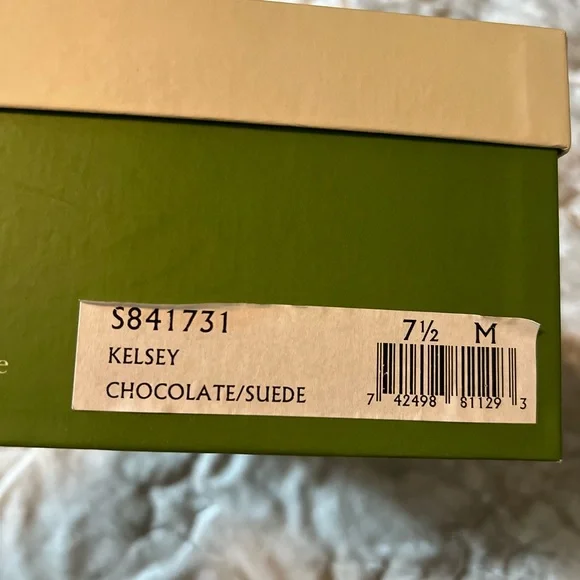 S841731 7½ M
KELSEY
CHOCOLATE/SUEDE
7 42498 81129 3
e